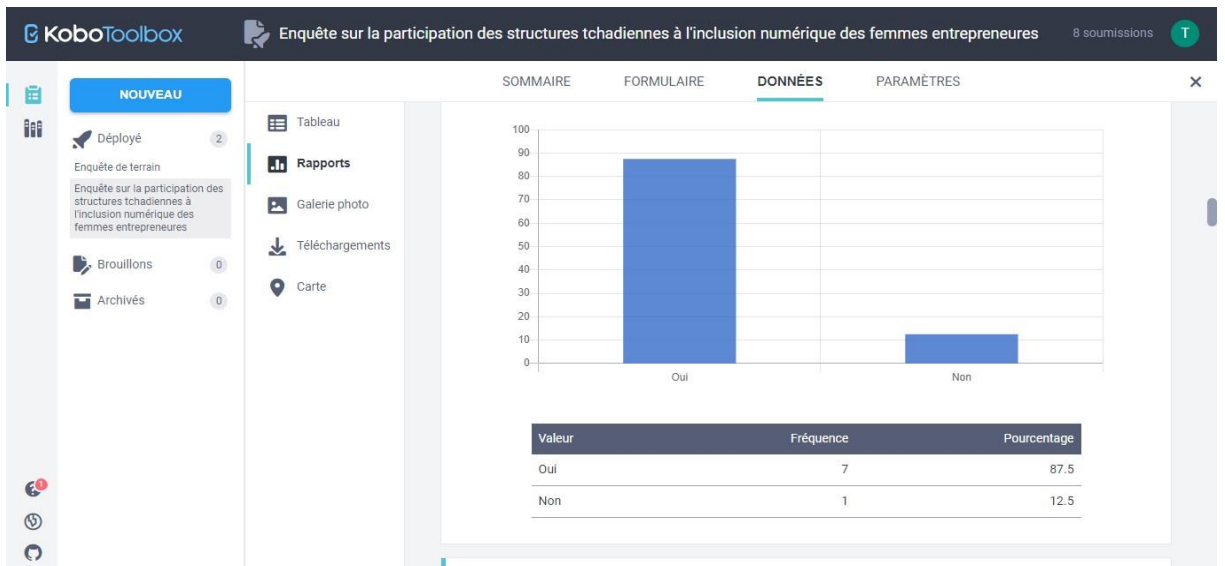 KoboToolbox
Enquête sur la participation des structures tchadiennes à l'inclusion numérique des femmes entrepreneures
8 soumissions
T
SOMMAIRE
FORMULAIRE
DONNÉES
PARAMÈTRES
NOUVEAU
Déployé 2
Enquête de terrain
Enquête sur la participation des
structures tchadiennes à
l'inclusion numérique des
femmes entrepreneures
Brouillons 0
Archivés 0
1
Tableau
Rapports
Galerie photo
Téléchargements
Carte
100
90
80
70
60
50
40
30
20
10
0
Oui Non
Valeur Fréquence Pourcentage
Oui 7 87.5
Non 1 12.5